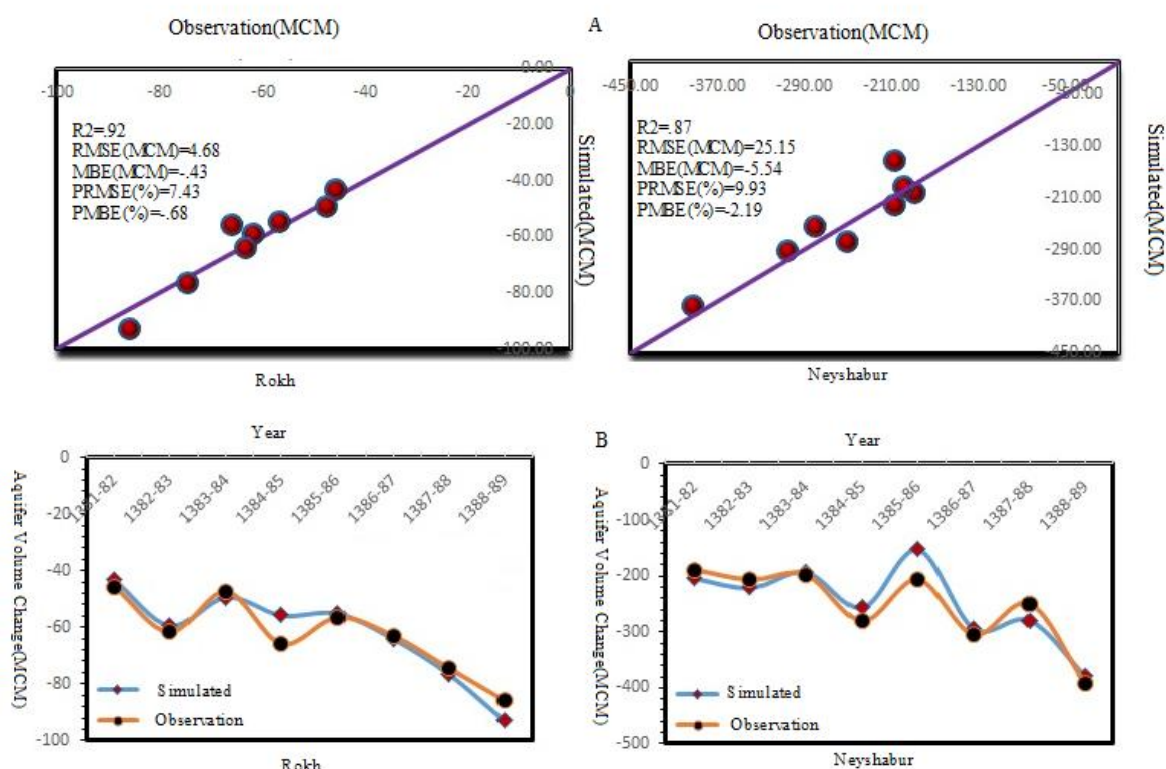 Observation(MCM)
A
Observation(MCM)
0.00
-100
-80
-60
-40
-20
0
-20.00
-40.00
-60.00
-80.00
-100.00
R2=.92
RMSE(MCM)=4.68
MBE(MCM)=-.43
PRMSE(%)=7.43
PMBE(%)=-.68
Simulated(MCM)
Rokh
-450.00
-370.00
-290.00
-210.00
-130.00
-50.00
-130.00
-210.00
-290.00
-370.00
-450.00
R2=.87
RMSE(MCM)=25.15
MBE(MCM)=-5.54
PRMSE(%)=9.93
PMBE(%)=-2.19
Simulated(MCM)
Neyshabur
Year
B
Year
Aquifer Volume Change(MCM)
0
-20
-40
-60
-80
-100
1381-82
1382-83
1383-84
1384-85
1385-86
1386-87
1387-88
1388-89
Simulated
Observation
Rokh
Aquifer Volume Change(MCM)
0
-100
-200
-300
-400
-500
1381-82
1382-83
1383-84
1384-85
1385-86
1386-87
1387-88
1388-89
Simulated
Observation
Neyshabur